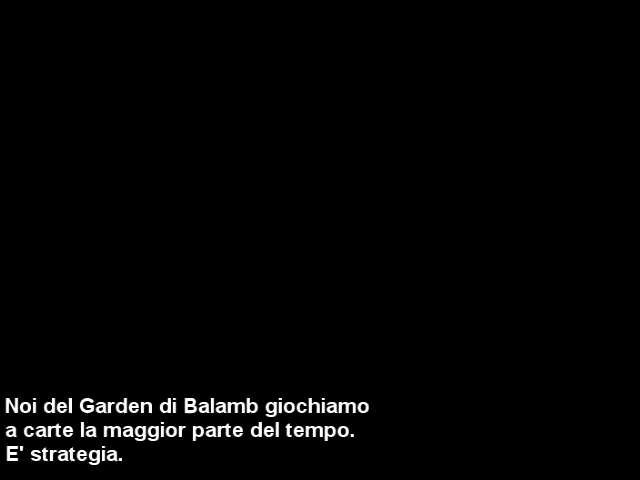 Noi del Garden di Balamb giochiamo
a carte la maggior parte del tempo.
E' strategia.